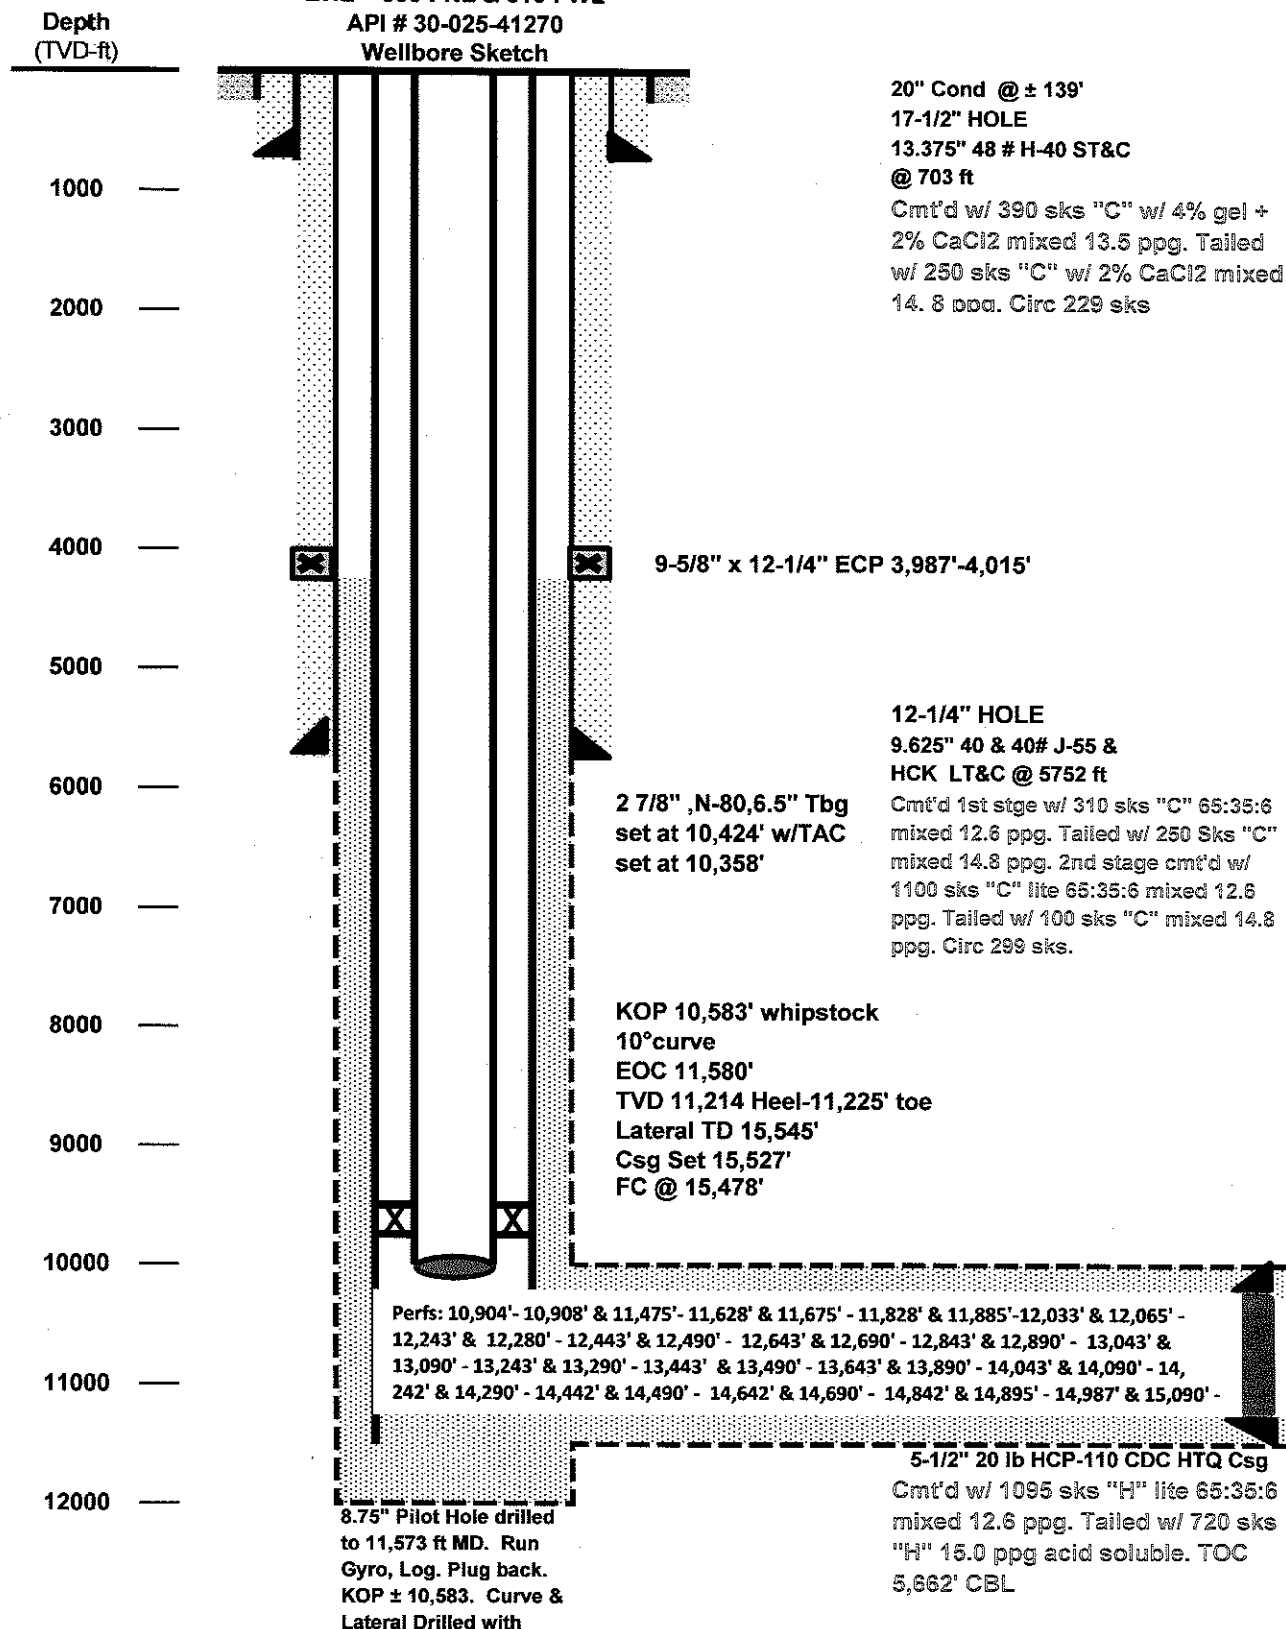 Depth
(TVD-ft)
API # 30-025-41270
Wellbore Sketch
20" Cond @ ± 139'
17-1/2" HOLE
13.375" 48 # H-40 ST&C
@ 703 ft
Cmt'd w/ 390 sks "C" w/ 4% gel +
2% CaCl2 mixed 13.5 ppg. Tailed
w/ 250 sks "C" w/ 2% CaCl2 mixed
14. 8 ppg. Circ 229 sks
1000
2000
3000
4000
9-5/8" x 12-1/4" ECP 3,987'-4,015'
5000
12-1/4" HOLE
9.625" 40 & 40# J-55 &
HCK LT&C @ 5752 ft
Cmt'd 1st stge w/ 310 sks "C" 65:35:6
mixed 12.6 ppg. Tailed w/ 250 Sks "C"
mixed 14.8 ppg. 2nd stage cmt'd w/
1100 sks "C" lite 65:35:6 mixed 12.6
ppg. Tailed w/ 100 sks "C" mixed 14.8
ppg. Circ 299 sks.
6000
2 7/8" ,N-80,6.5" Tbg
set at 10,424' w/TAC
set at 10,358'
7000
8000
KOP 10,583' whipstock
10°curve
EOC 11,580'
TVD 11,214 Heel-11,225' toe
Lateral TD 15,545'
Csg Set 15,527'
FC @ 15,478'
9000
X X
10000
Perfs: 10,904'- 10,908' & 11,475'- 11,628' & 11,675' - 11,828' & 11,885'-12,033' & 12,065' -
12,243' & 12,280' - 12,443' & 12,490' - 12,643' & 12,690' - 12,843' & 12,890' - 13,043' &
13,090' - 13,243' & 13,290' - 13,443' & 13,490' - 13,643' & 13,890' - 14,043' & 14,090' - 14,
242' & 14,290' - 14,442' & 14,490' - 14,642' & 14,690' - 14,842' & 14,895' - 14,987' & 15,090' -
11000
12000
5-1/2" 20 lb HCP-110 CDC HTQ Csg
Cmt'd w/ 1095 sks "H" lite 65:35:6
mixed 12.6 ppg. Tailed w/ 720 sks
"H" 15.0 ppg acid soluble. TOC
5,662' CBL
8.75" Pilot Hole drilled
to 11,573 ft MD. Run
Gyro, Log. Plug back.
KOP ± 10,583. Curve &
Lateral Drilled with